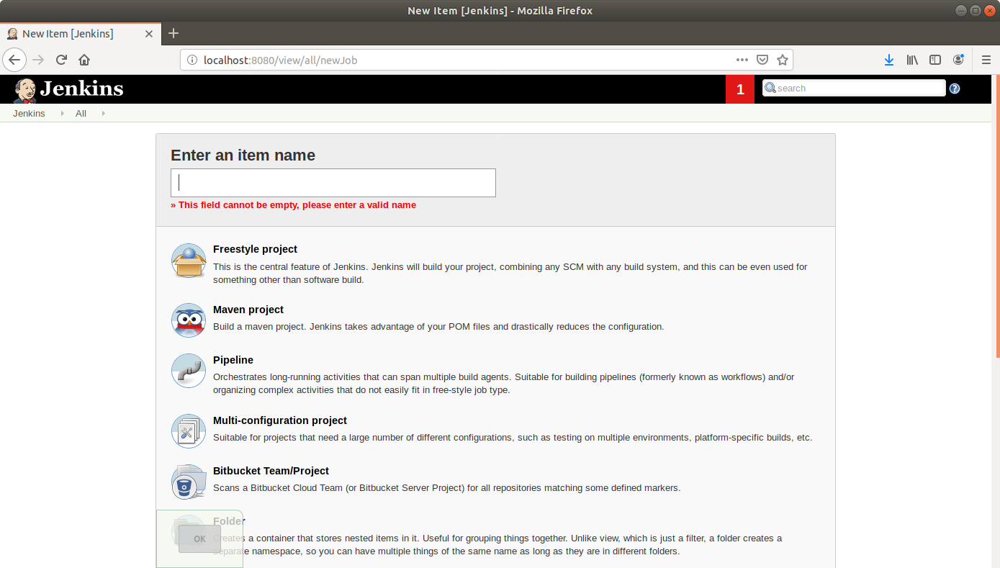 New Item [Jenkins] - Mozilla Firefox
New Item [Jenkins]
localhost:8080/view/all/newJob
Jenkins
1
search
Jenkins All
Enter an item name
» This field cannot be empty, please enter a valid name
Freestyle project
This is the central feature of Jenkins. Jenkins will build your project, combining any SCM with any build system, and this can be even used for
something other than software build.
Maven project
Build a maven project. Jenkins takes advantage of your POM files and drastically reduces the configuration.
Pipeline
Orchestrates long-running activities that can span multiple build agents. Suitable for building pipelines (formerly known as workflows) and/or
organizing complex activities that do not easily fit in free-style job type.
Multi-configuration project
Suitable for projects that need a large number of different configurations, such as testing on multiple environments, platform-specific builds, etc.
Bitbucket Team/Project
Scans a Bitbucket Cloud Team (or Bitbucket Server Project) for all repositories matching some defined markers.
Folder
Creates a container that stores nested items in it. Useful for grouping things together. Unlike view, which is just a filter, a folder creates a
separate namespace, so you can have multiple things of the same name as long as they are in different folders.
OK